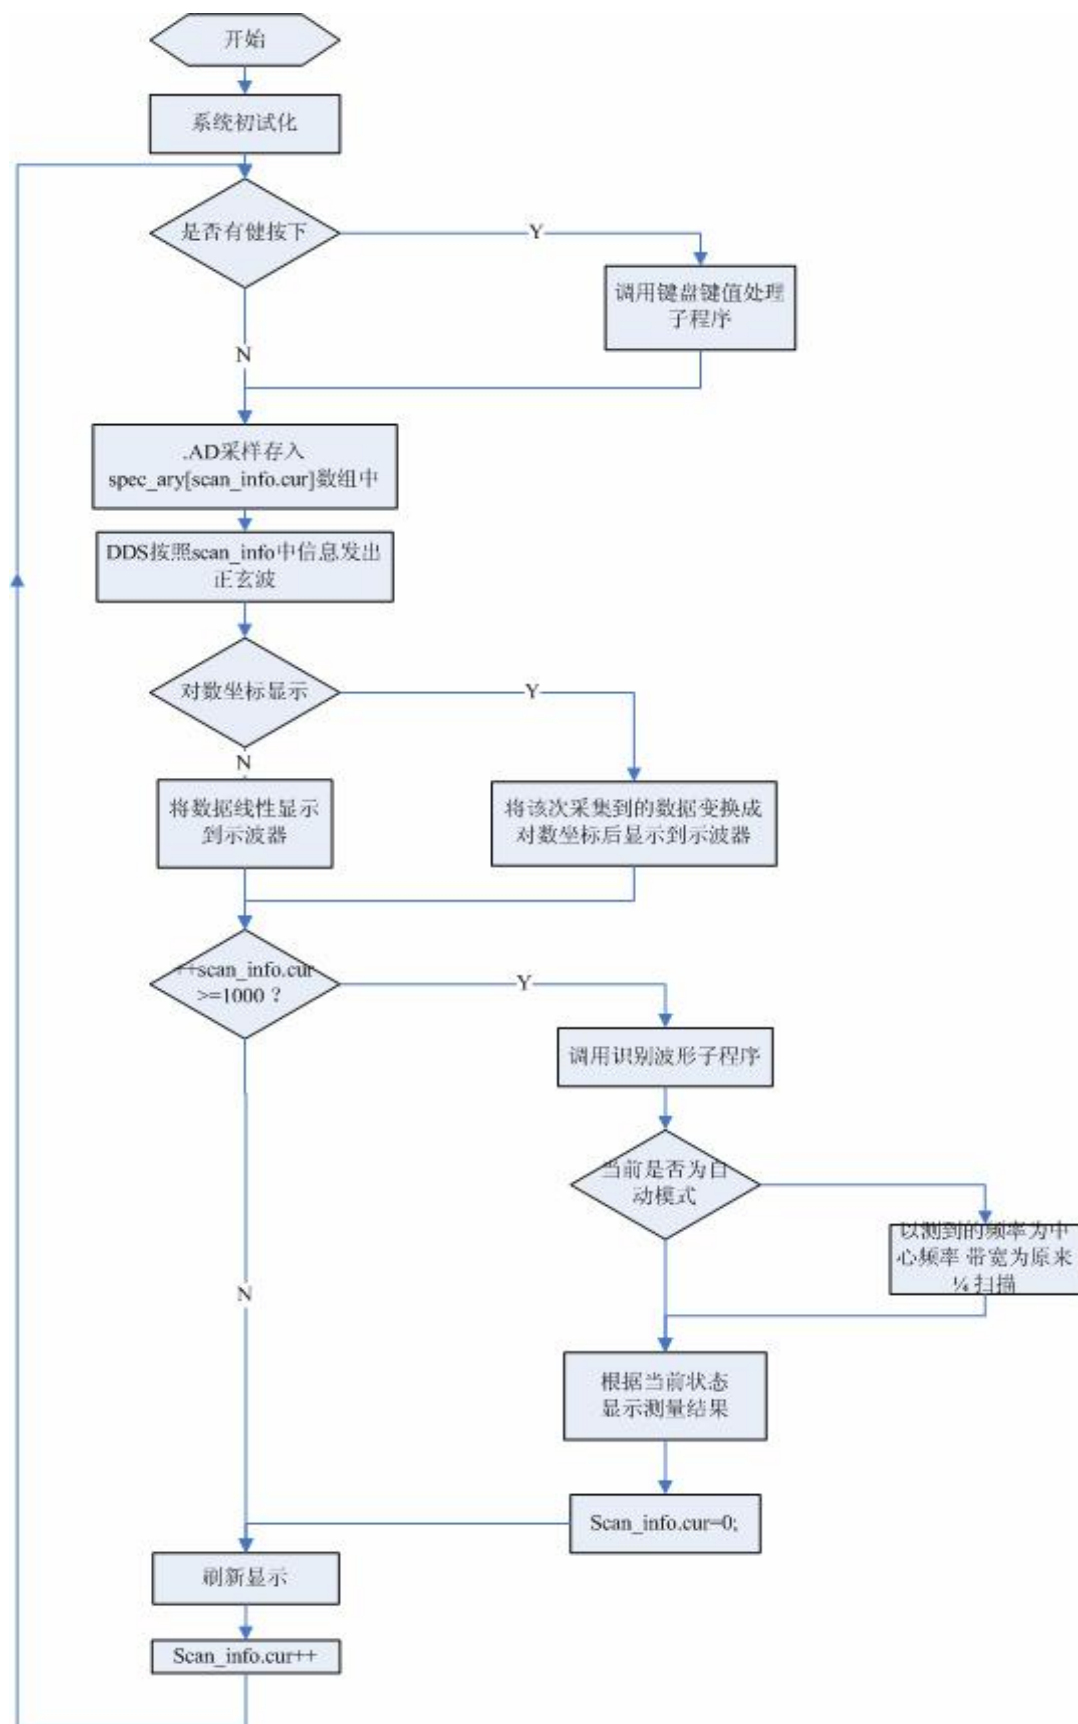 开始
系统初试化
是否有健按下
Y
调用键盘键值处理
子程序
N
.AD采样存入
spec_ary[scan_info.cur]数组中
DDS按照scan_info中信息发出
正玄波
对数坐标显示
Y
N
将数据线性显示
到示波器
将该次采集到的数据变换成
对数坐标后显示到示波器
++scan_info.cur
>=1000 ?
Y
调用识别波形子程序
当前是否为自
动模式
以测到的频率为中
心频率 带宽为原来
¼ 扫描
N
根据当前状态
显示测量结果
Scan_info.cur=0;
刷新显示
Scan_info.cur++